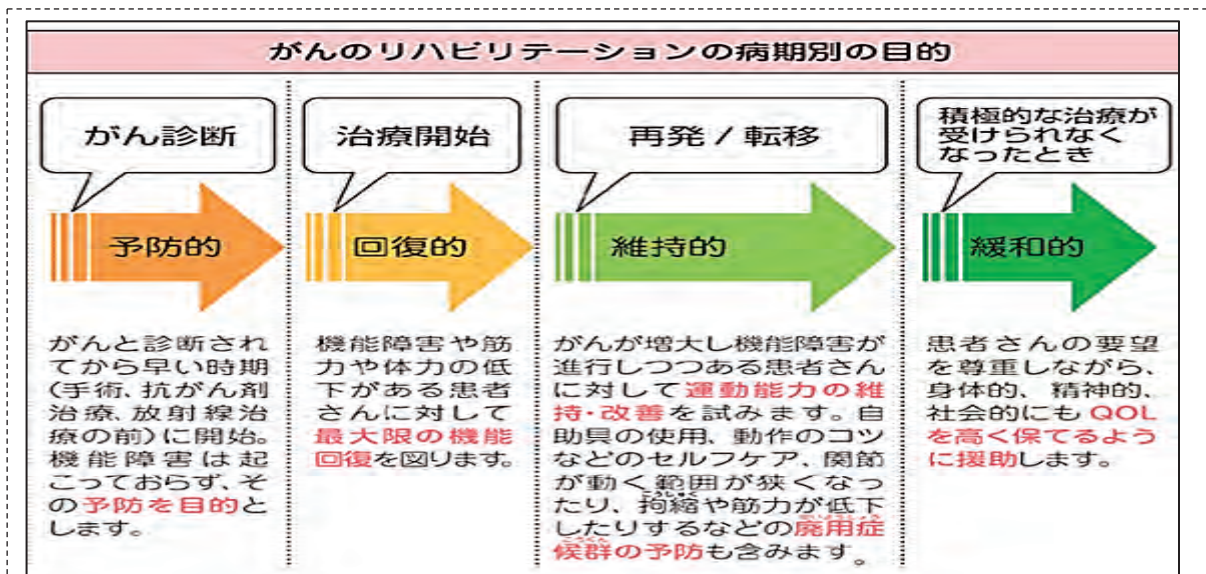 がんのリハビリテーションの病期別の目的
がん診断
予防的
がんと診断され
てから早い時期
(手術、抗がん剤
治療、放射線治
療の前)に開始。
機能障害は起
こっておらず、そ
の予防を目的と
します。
治療開始
回復的
機能障害や筋
力や体力の低
下がある患者
さんに対して
最大限の機能
回復を図ります。
再発 / 転移
維持的
がんが増大し機能障害が
進行しつつある患者さん
に対して運動能力の維
持・改善を試みます。自
助具の使用、動作のコツ
などのセルフケア、関節
が動く範囲が狭くなっ
たり、拘縮や筋力が低下
したりするなどの廃用症
候群の予防も含みます。
積極的な治療が
受けられなく
なったとき
緩和的
患者さんの要望
を尊重しながら、
身体的、精神的、
社会的にもQOL
を高く保てるよう
に援助します。